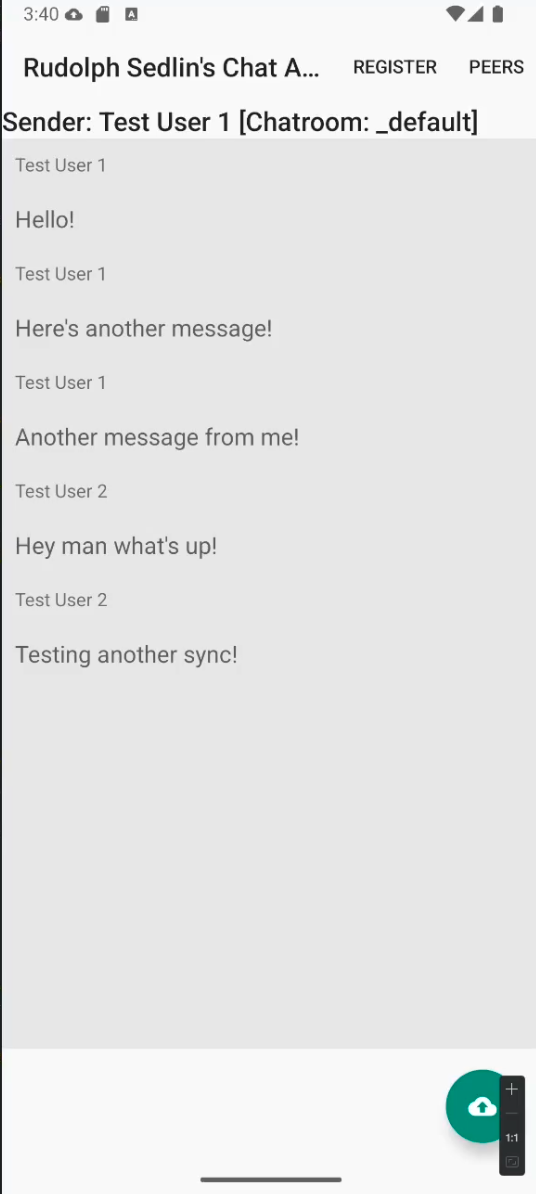 3:40 A
Rudolph Sedlin's Chat A... REGISTER PEERS
Sender: Test User 1 [Chatroom: _default]
Test User 1
Hello!
Test User 1
Here's another message!
Test User 1
Another message from me!
Test User 2
Hey man what's up!
Test User 2
Testing another sync!
1:1